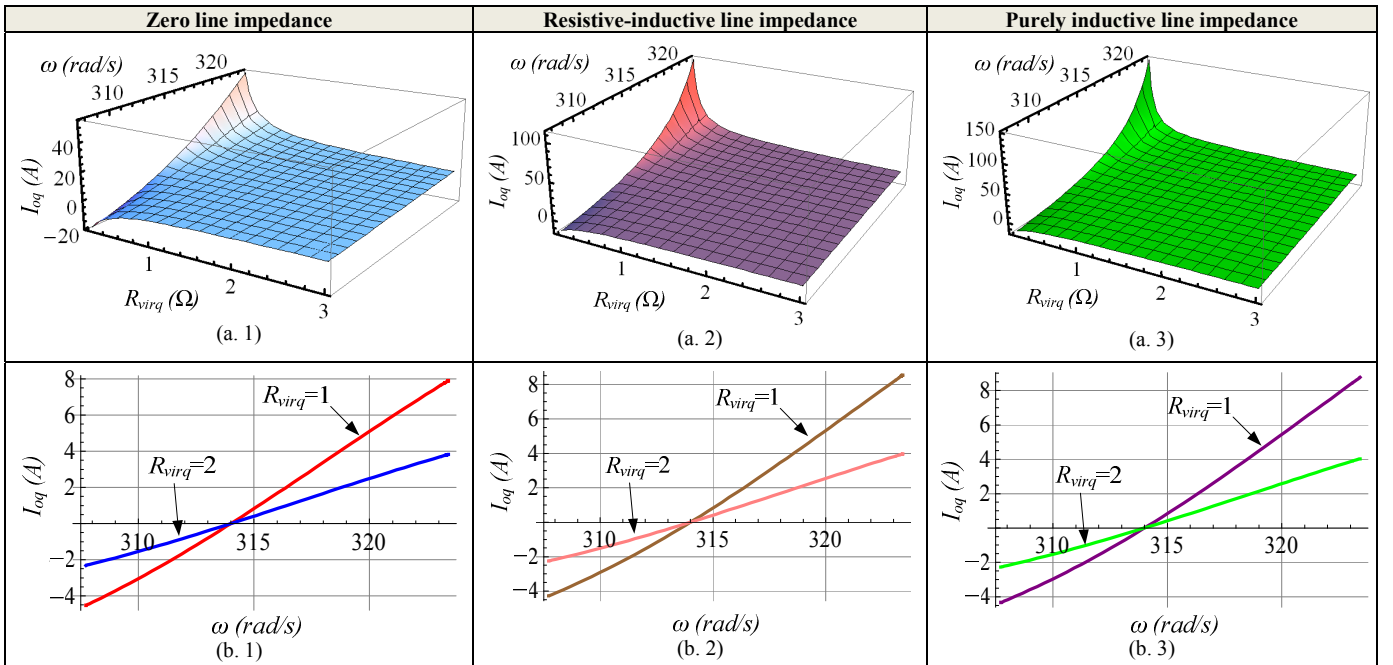 Zero line impedance
Resistive-inductive line impedance
Purely inductive line impedance
ω (rad/s)
310
315
320
40
20
0
−20
I_oq (A)
1
2
3
R_virq (Ω)
(a. 1)
ω (rad/s)
310
315
320
100
50
0
I_oq (A)
1
2
3
R_virq (Ω)
(a. 2)
ω (rad/s)
310
315
320
150
100
50
0
I_oq (A)
1
2
3
R_virq (Ω)
(a. 3)
8
6
4
2
−2
−4
I_oq (A)
R_virq=1
R_virq=2
310
315
320
ω (rad/s)
(b. 1)
8
6
4
2
−2
−4
I_oq (A)
R_virq=1
R_virq=2
310
315
320
ω (rad/s)
(b. 2)
8
6
4
2
−2
−4
I_oq (A)
R_virq=1
R_virq=2
310
315
320
ω (rad/s)
(b. 3)